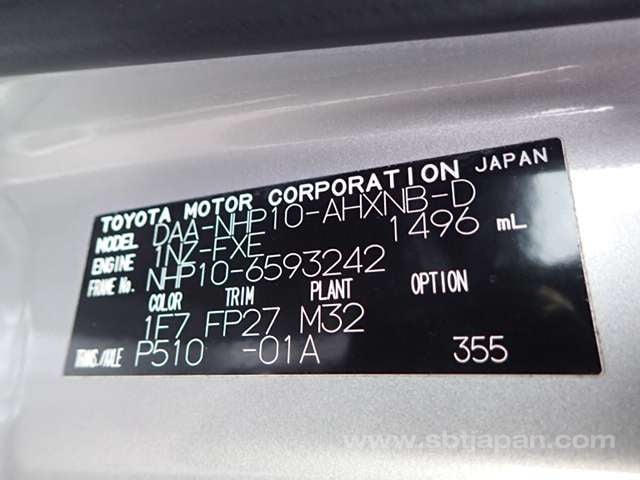 TOYOTA MOTOR CORPORATION JAPAN
MODEL DAA-NHP10-AHXNB-D
ENGINE 1NZ-FXE 1496 mL
FRAME No. NHP10-6593242
COLOR TRIM PLANT OPTION
1F7 FP27 M32
TRANS./AXLE P510 -01A 355
www.sbtjapan.com